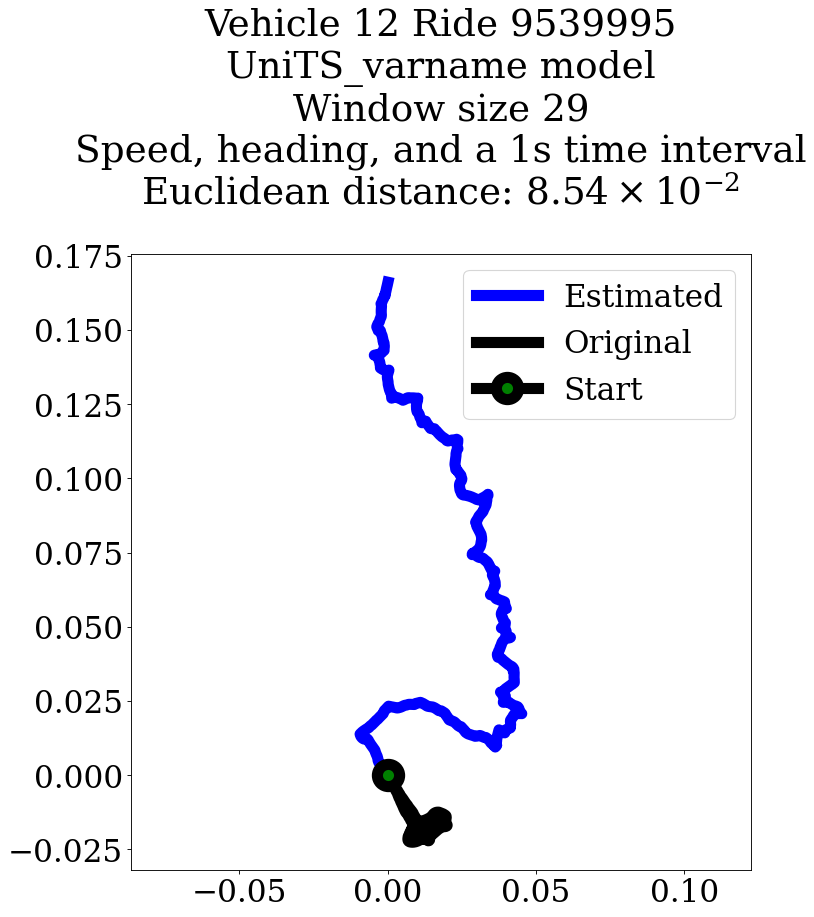 Vehicle 12 Ride 9539995
UniTS_varname model
Window size 29
Speed, heading, and a 1s time interval
Euclidean distance: 8.54 × 10⁻²
0.175
0.150
0.125
0.100
0.075
0.050
0.025
0.000
−0.025
Estimated
Original
Start
−0.05 0.00 0.05 0.10